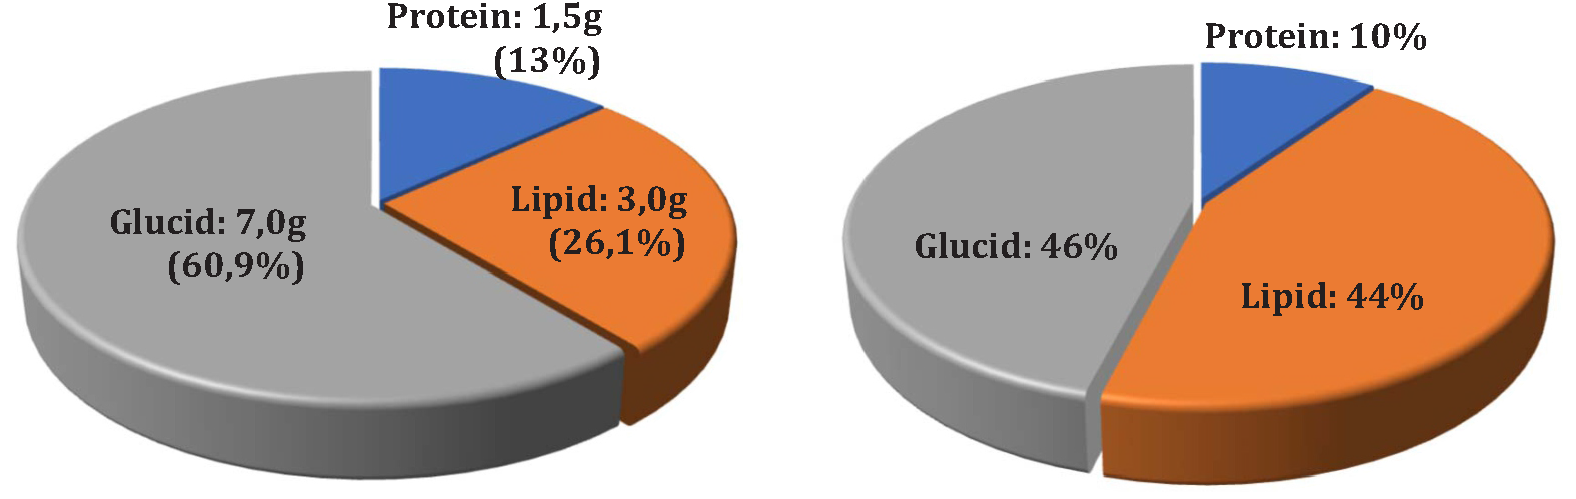 Protein: 1,5g
(13%)
Lipid: 3,0g
(26,1%)
Glucid: 7,0g
(60,9%)
Protein: 10%
Glucid: 46%
Lipid: 44%